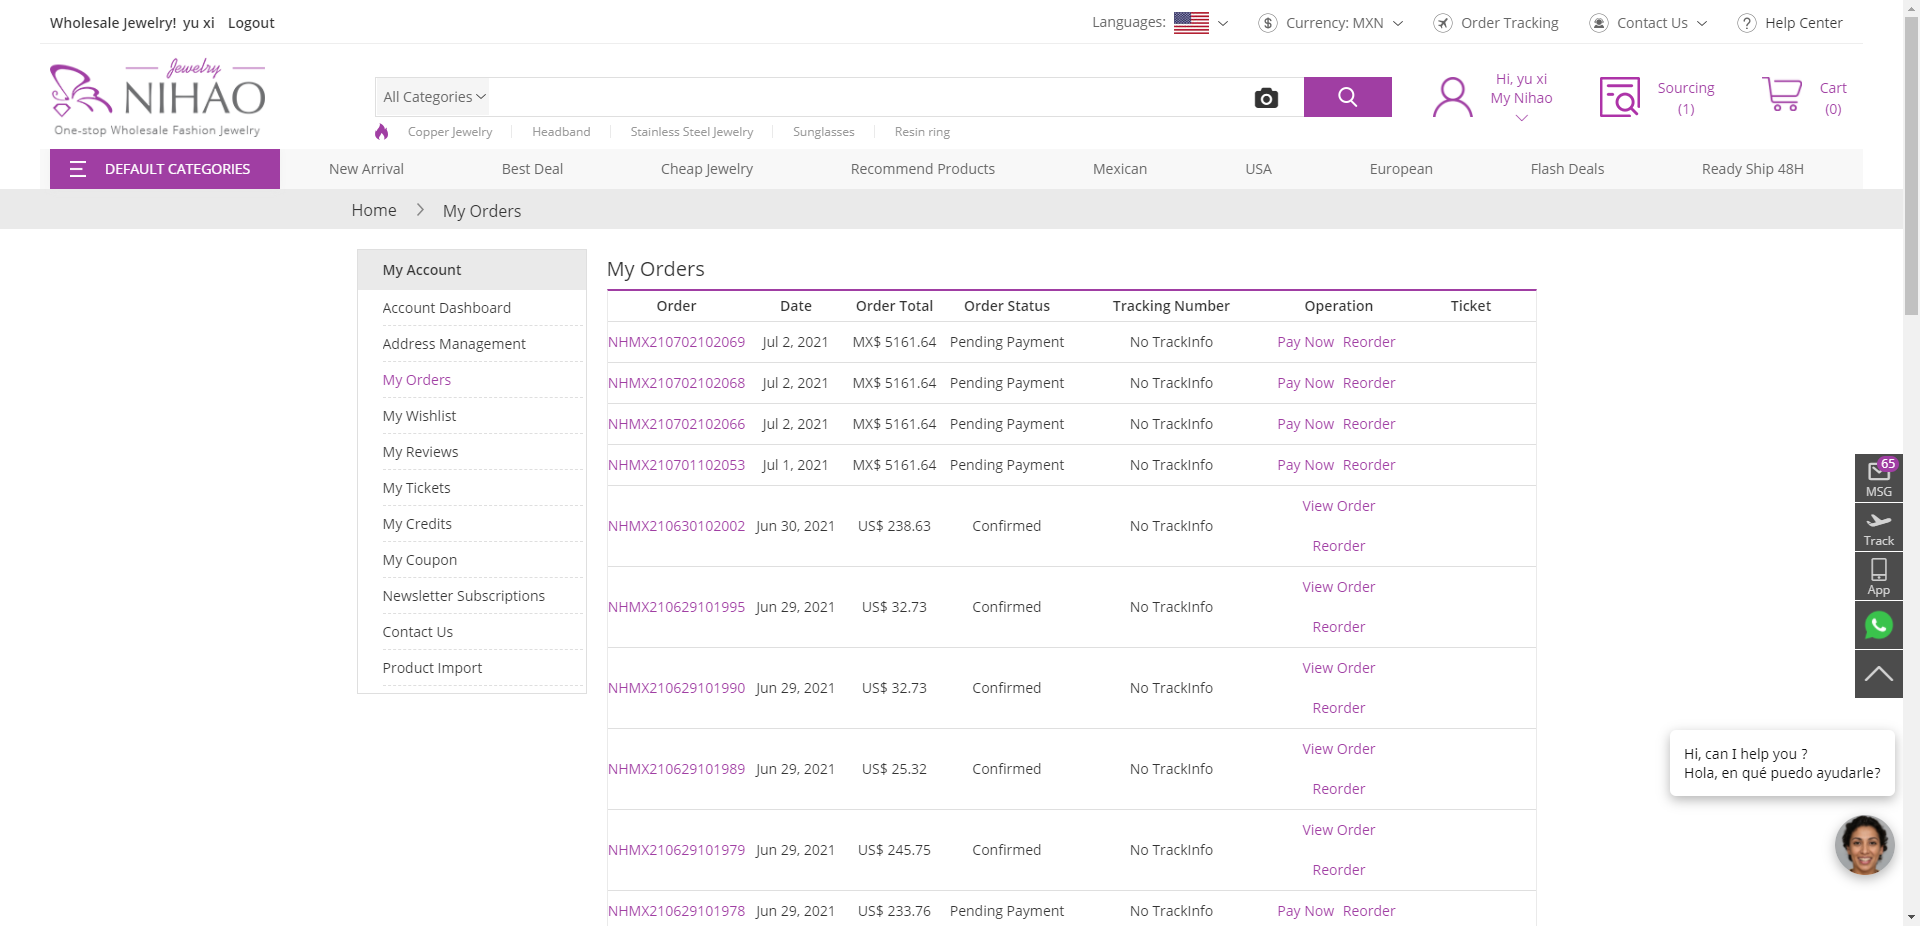 Wholesale Jewelry! yu xi Logout
Languages:
Currency: MXN
Order Tracking
Contact Us
Help Center
Jewelry
NIHAO
One-stop Wholesale Fashion Jewelry
All Categories
Hi, yu xi
My Nihao
Sourcing
(1)
Cart
(0)
Copper Jewelry
Headband
Stainless Steel Jewelry
Sunglasses
Resin ring
DEFAULT CATEGORIES
New Arrival
Best Deal
Cheap Jewelry
Recommend Products
Mexican
USA
European
Flash Deals
Ready Ship 48H
Home
My Orders
My Account
Account Dashboard
Address Management
My Orders
My Wishlist
My Reviews
My Tickets
My Credits
My Coupon
Newsletter Subscriptions
Contact Us
Product Import
My Orders
Order Date Order Total Order Status Tracking Number Operation Ticket
NHMX210702102069 Jul 2, 2021 MX$ 5161.64 Pending Payment No TrackInfo Pay Now Reorder
NHMX210702102068 Jul 2, 2021 MX$ 5161.64 Pending Payment No TrackInfo Pay Now Reorder
NHMX210702102066 Jul 2, 2021 MX$ 5161.64 Pending Payment No TrackInfo Pay Now Reorder
NHMX210701102053 Jul 1, 2021 MX$ 5161.64 Pending Payment No TrackInfo Pay Now Reorder
NHMX210630102002 Jun 30, 2021 US$ 238.63 Confirmed No TrackInfo View Order
Reorder
NHMX210629101995 Jun 29, 2021 US$ 32.73 Confirmed No TrackInfo View Order
Reorder
NHMX210629101990 Jun 29, 2021 US$ 32.73 Confirmed No TrackInfo View Order
Reorder
NHMX210629101989 Jun 29, 2021 US$ 25.32 Confirmed No TrackInfo View Order
Reorder
NHMX210629101979 Jun 29, 2021 US$ 245.75 Confirmed No TrackInfo View Order
Reorder
NHMX210629101978 Jun 29, 2021 US$ 233.76 Pending Payment No TrackInfo Pay Now Reorder
65
MSG
Track
App
Hi, can I help you ?
Hola, en qué puedo ayudarle?